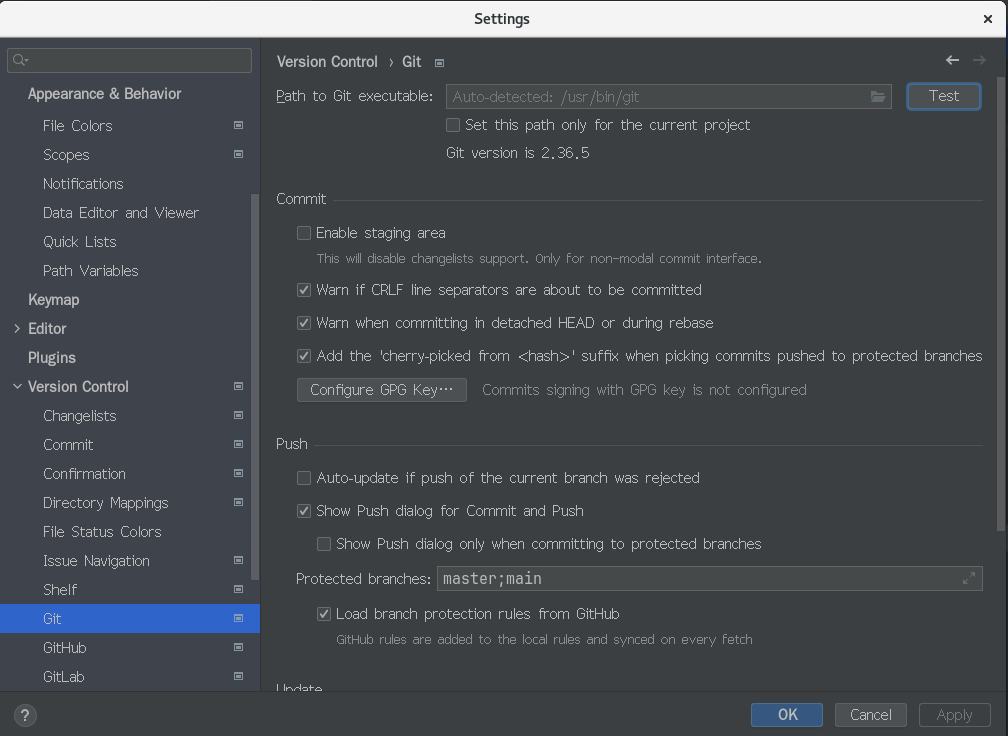 Settings
Appearance & Behavior
File Colors
Scopes
Notifications
Data Editor and Viewer
Quick Lists
Path Variables
Keymap
Editor
Plugins
Version Control
Changelists
Commit
Confirmation
Directory Mappings
File Status Colors
Issue Navigation
Shelf
Git
GitHub
GitLab
Version Control › Git
Path to Git executable: Auto-detected: /usr/bin/git Test
Set this path only for the current project
Git version is 2.36.5
Commit
Enable staging area
This will disable changelists support. Only for non-modal commit interface.
Warn if CRLF line separators are about to be committed
Warn when committing in detached HEAD or during rebase
Add the 'cherry-picked from <hash>' suffix when picking commits pushed to protected branches
Configure GPG Key... Commits signing with GPG key is not configured
Push
Auto-update if push of the current branch was rejected
Show Push dialog for Commit and Push
Show Push dialog only when committing to protected branches
Protected branches: master;main
Load branch protection rules from GitHub
GitHub rules are added to the local rules and synced on every fetch
Update
? OK Cancel Apply